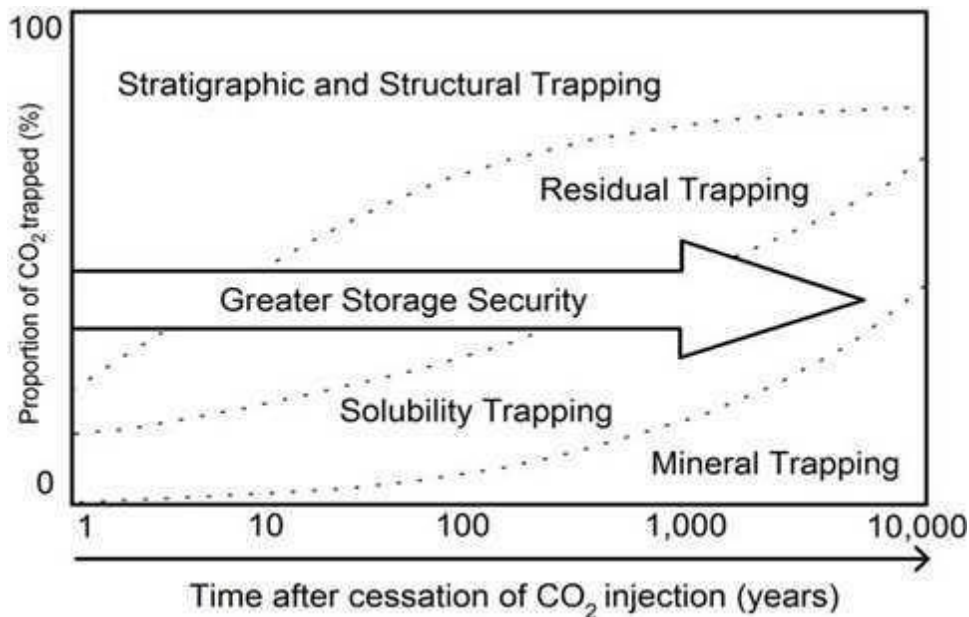 100
Stratigraphic and Structural Trapping
Residual Trapping
Greater Storage Security
Solubility Trapping
Mineral Trapping
0
Proportion of CO₂ trapped (%)
1 10 100 1,000 10,000
Time after cessation of CO₂ injection (years)